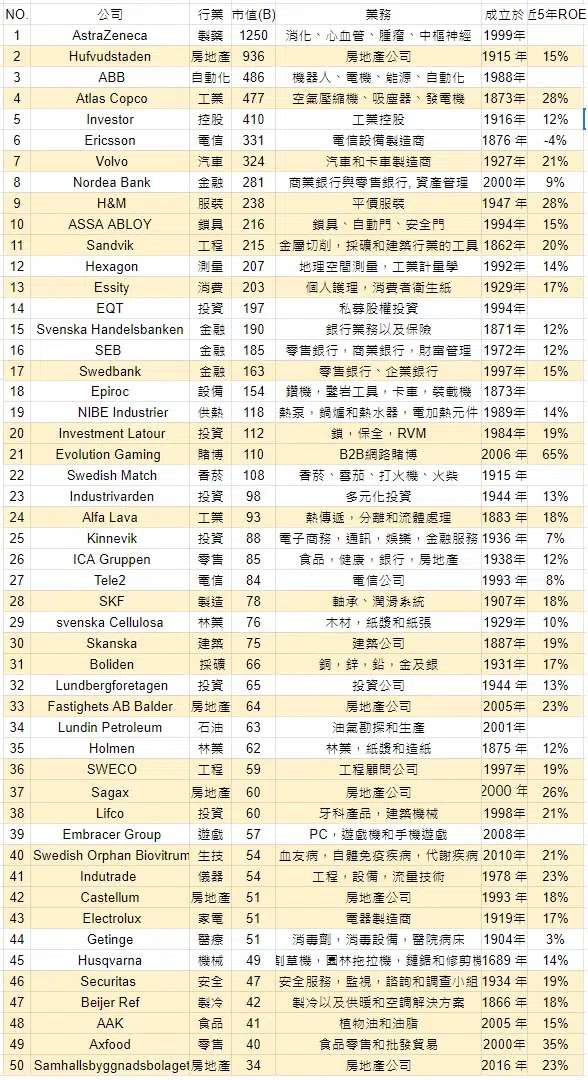 NO. 公司 行業 市值(B) 業務 成立於 近5年ROE
1 AstraZeneca 製藥 1250 消化、心血管、腫瘤、中樞神經 1999年
2 Hufvudstaden 房地產 936 房地產公司 1915 年 15%
3 ABB 自動化 486 機器人、電機、能源、自動化 1988年
4 Atlas Copco 工業 477 空氣壓縮機、吸塵器、發電機 1873年 28%
5 Investor 控股 410 工業控股 1916年 12%
6 Ericsson 電信 331 電信設備製造商 1876 年 -4%
7 Volvo 汽車 324 汽車和卡車製造商 1927年 21%
8 Nordea Bank 金融 281 商業銀行與零售銀行, 資產管理 2000年 9%
9 H&M 服裝 238 平價服裝 1947 年 28%
10 ASSA ABLOY 鎖具 216 鎖具、自動門、安全門 1994年 15%
11 Sandvik 工程 215 金屬切削，採礦和建築行業的工具 1862年 20%
12 Hexagon 測量 207 地理空間測量，工業計量學 1992年 14%
13 Essity 消費 203 個人護理，消費者衛生紙 1929年 17%
14 EQT 投資 197 私募股權投資 1994年
15 Svenska Handelsbanken 金融 190 銀行業務以及保險 1871年 12%
16 SEB 金融 185 零售銀行，商業銀行，財富管理 1972年 12%
17 Swedbank 金融 163 零售銀行、企業銀行 1997年 15%
18 Epiroc 設備 154 鑽機，鑿岩工具，卡車，裝載機 1873年
19 NIBE Industrier 供熱 118 熱泵，鍋爐和熱水器，電加熱元件 1989年 14%
20 Investment Latour 投資 112 鎖，保全，RVM 1984年 19%
21 Evolution Gaming 賭博 110 B2B網路賭博 2006 年 65%
22 Swedish Match 香菸 108 香菸、雪茄、打火機、火柴 1915 年
23 Industrivarden 投資 98 多元化投資 1944 年 13%
24 Alfa Lava 工業 93 熱傳遞，分離和流體處理 1883 年 18%
25 Kinnevik 投資 88 電子商務，通訊，娛樂，金融服務 1936 年 7%
26 ICA Gruppen 零售 85 食品，健康，銀行，房地產 1938年 12%
27 Tele2 電信 84 電信公司 1993 年 8%
28 SKF 製造 78 軸承、潤滑系統 1907年 18%
29 svenska Cellulosa 林業 76 木材，紙漿和紙張 1929年 10%
30 Skanska 建築 75 建築公司 1887年 19%
31 Boliden 採礦 66 銅，鋅，鉛，金及銀 1931年 17%
32 Lundbergforetagen 投資 65 投資公司 1944 年 13%
33 Fastighets AB Balder 房地產 64 房地產公司 2005年 23%
34 Lundin Petroleum 石油 63 油氣勘探和生產 2001年
35 Holmen 林業 62 林業，紙漿和造紙 1875 年 12%
36 SWECO 工程 59 工程顧問公司 1997年 19%
37 Sagax 房地產 60 房地產公司 2000 年 26%
38 Lifco 投資 60 牙科產品，建築機械 1998年 21%
39 Embracer Group 遊戲 57 PC，遊戲機和手機遊戲 2008年
40 Swedish Orphan Biovitrum 生技 54 血友病，自體免疫疾病，代謝疾病 2010年 21%
41 Indutrade 儀器 54 工程，設備，流量技術 1978 年 23%
42 Castellum 房地產 51 房地產公司 1993 年 18%
43 Electrolux 家電 51 電器製造商 1919年 17%
44 Getinge 醫療 51 消毒劑，消毒設備，醫院病床 1904年 3%
45 Husqvarna 機械 49 割草機，園林拖拉機，鏈鋸和修剪機 1689 年 14%
46 Securitas 安全 47 安全服務，監視，諮詢和調查小組 1934 年 19%
47 Beijer Ref 製冷 42 製冷以及供暖和空調解決方案 1866 年 18%
48 AAK 食品 41 植物油和油脂 2005 年 15%
49 Axfood 零售 40 食品零售和批發貿易 2000年 35%
50 Samhallsbyggnadsbolaget 房地產 34 房地產公司 2016 年 23%